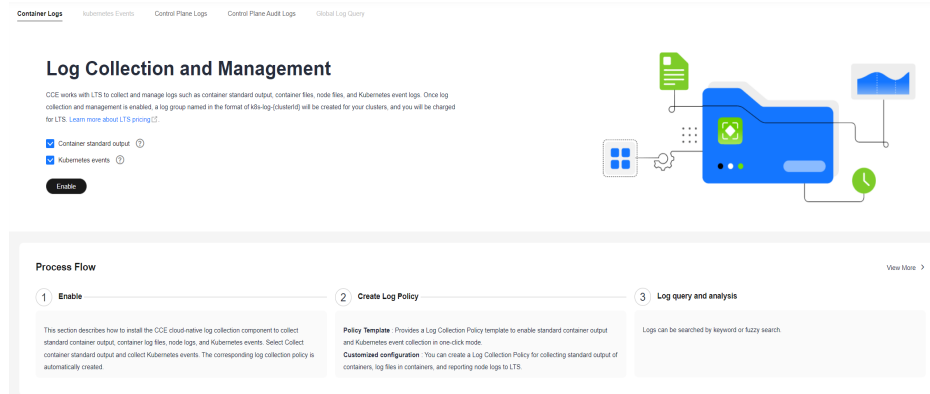 Container Logs Kubernetes Events Control Plane Logs Control Plane Audit Logs Global Log Query
Log Collection and Management
CCE works with LTS to collect and manage logs such as container standard output, container files, node files, and Kubernetes event logs. Once log
collection and management is enabled, a log group named in the format of k8s-log-{clusterId} will be created for your clusters, and you will be charged
for LTS. Learn more about LTS pricing
Container standard output
Kubernetes events
Enable
Process Flow
View More
1 Enable
2 Create Log Policy
3 Log query and analysis
This section describes how to install the CCE cloud-native log collection component to collect
standard container output, container log files, node logs, and Kubernetes events. Select Collect
container standard output and collect Kubernetes events. The corresponding log collection policy is
automatically created.
Policy Template : Provides a Log Collection Policy template to enable standard container output
and Kubernetes event collection in one-click mode.
Customized configuration : You can create a Log Collection Policy for collecting standard output of
containers, log files in containers, and reporting node logs to LTS.
Logs can be searched by keyword or fuzzy search.